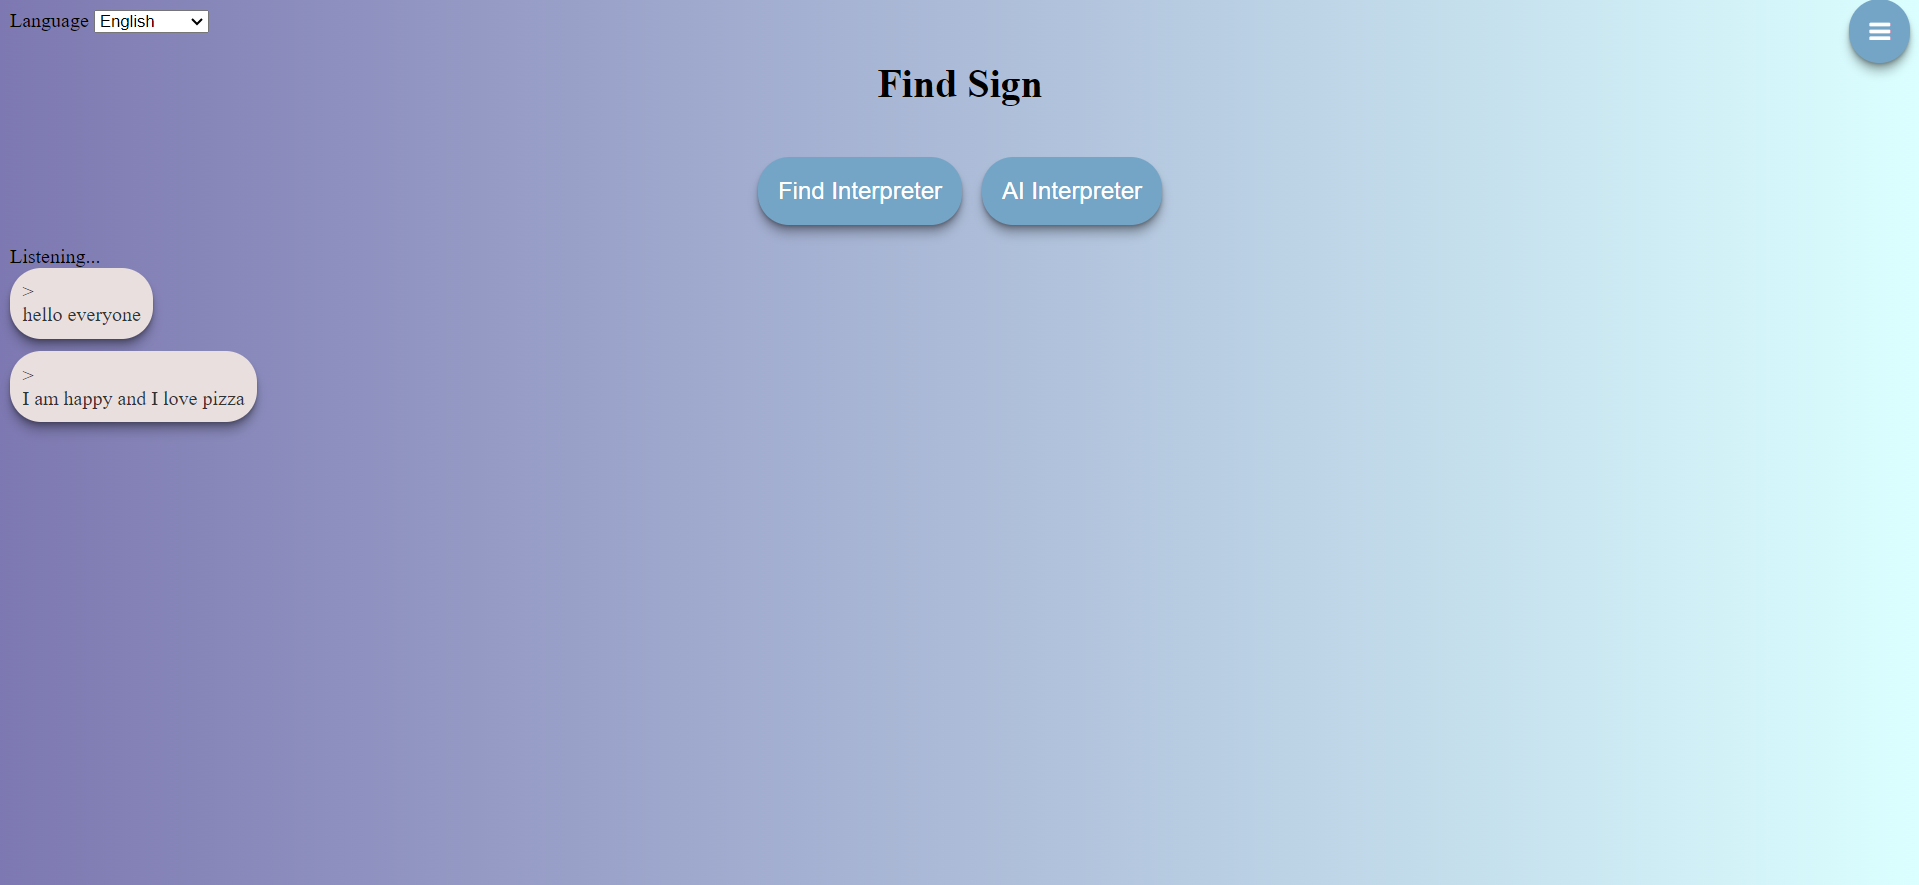 Language English
Find Sign
Find Interpreter AI Interpreter
Listening...
>
hello everyone
>
I am happy and I love pizza